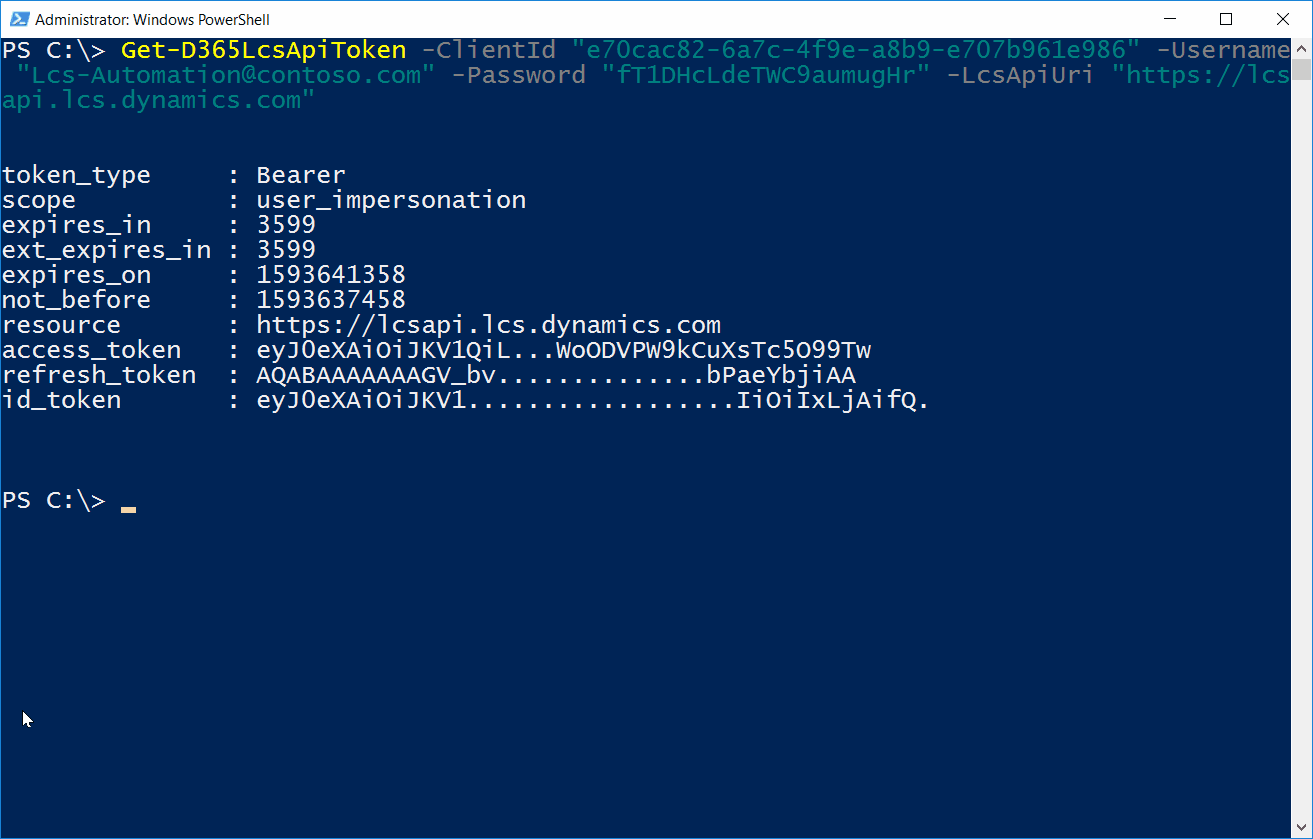 Administrator: Windows PowerShell
PS C:\> Get-D365LcsApiToken -ClientId "e70cac82-6a7c-4f9e-a8b9-e707b961e986" -Username
"Lcs-Automation@contoso.com" -Password "fT1DHcLdeTWC9aumugHr" -LcsApiUri "https://lcs
api.lcs.dynamics.com"
token_type     : Bearer
scope          : user_impersonation
expires_in     : 3599
ext_expires_in : 3599
expires_on     : 1593641358
not_before     : 1593637458
resource       : https://lcsapi.lcs.dynamics.com
access_token   : eyJ0eXAiOiJKV1QiL...WoODVPW9kCuXsTc5O99Tw
refresh_token  : AQABAAAAAAAGV_bv..............bPaeYbjiAA
id_token       : eyJ0eXAiOiJKV1..................IiOiIxLjAifQ.
PS C:\>